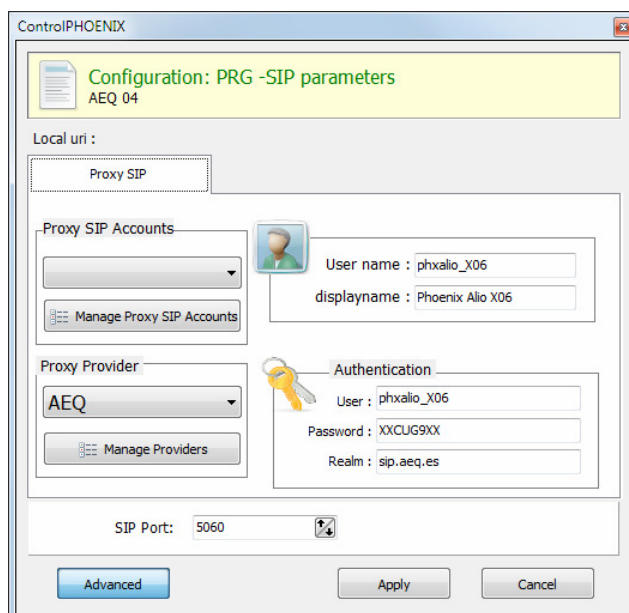 ControlPHOENIX
Configuration: PRG -SIP parameters
AEQ 04
Local uri :
Proxy SIP
Proxy SIP Accounts
Manage Proxy SIP Accounts
User name : phxalio_X06
displayname : Phoenix Alio X06
Proxy Provider
AEQ
Manage Providers
Authentication
User : phxalio_X06
Password : XXCUG9XX
Realm : sip.aeq.es
SIP Port: 5060
Advanced
Apply
Cancel